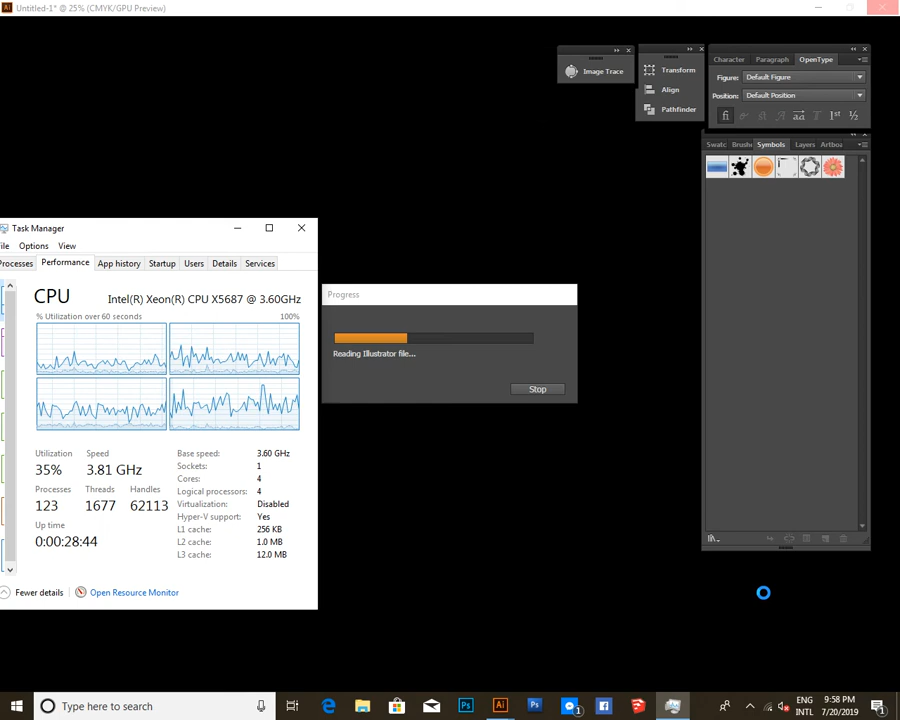 Untitled-1* @ 25% (CMYK/GPU Preview)
Image Trace
Transform
Align
Pathfinder
Character Paragraph OpenType
Figure: Default Figure
Position: Default Position
Swatc Brushe Symbols Layers Artboa
Task Manager
File Options View
Processes Performance App history Startup Users Details Services
CPU Intel(R) Xeon(R) CPU X5687 @ 3.60GHz
% Utilization over 60 seconds 100%
Utilization Speed
35% 3.81 GHz
Processes Threads Handles
123 1677 62113
Up time
0:00:28:44
Base speed: 3.60 GHz
Sockets: 1
Cores: 4
Logical processors: 4
Virtualization: Disabled
Hyper-V support: Yes
L1 cache: 256 KB
L2 cache: 1.0 MB
L3 cache: 12.0 MB
Fewer details Open Resource Monitor
Progress
Reading Illustrator file...
Stop
Type here to search
ENG
INTL
9:58 PM
7/20/2019